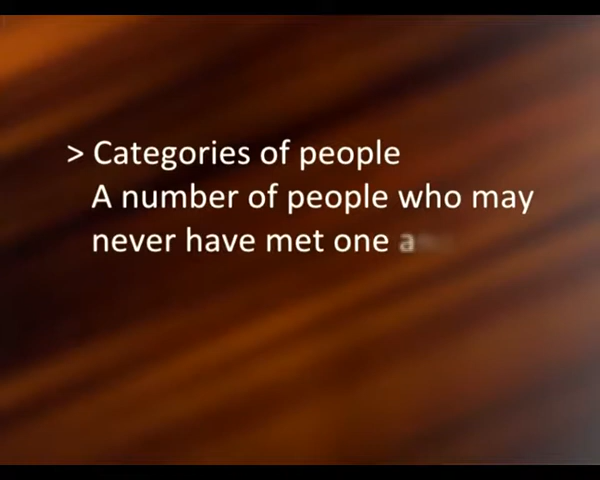 > Categories of people
A number of people who may
never have met one